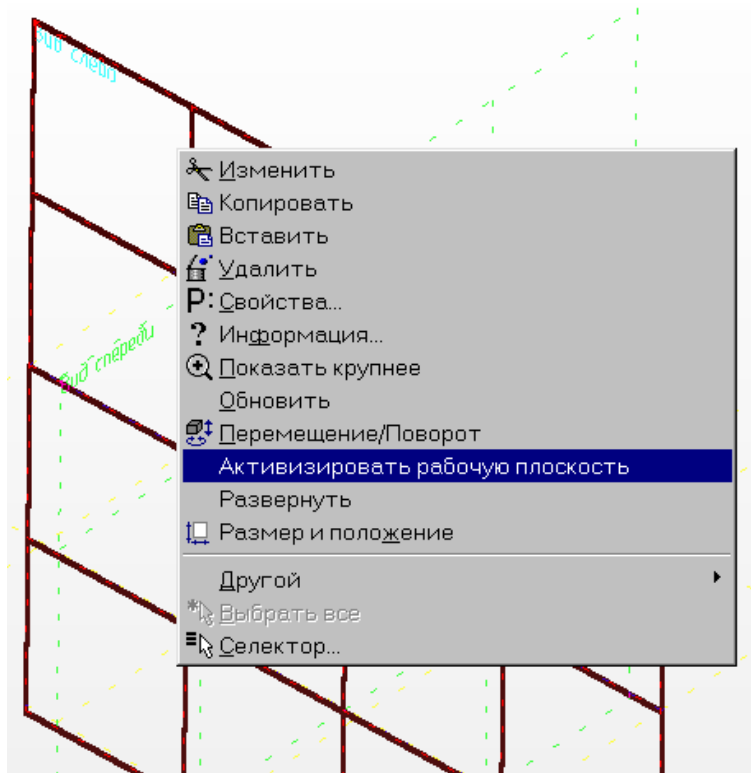 Вид слева
Изменить
Копировать
Вставить
Удалить
P: Свойства...
? Информация...
Вид спереди
Показать крупнее
Обновить
Перемещение/Поворот
Активизировать рабочую плоскость
Развернуть
Размер и положение
Другой
Выбрать все
Селектор...